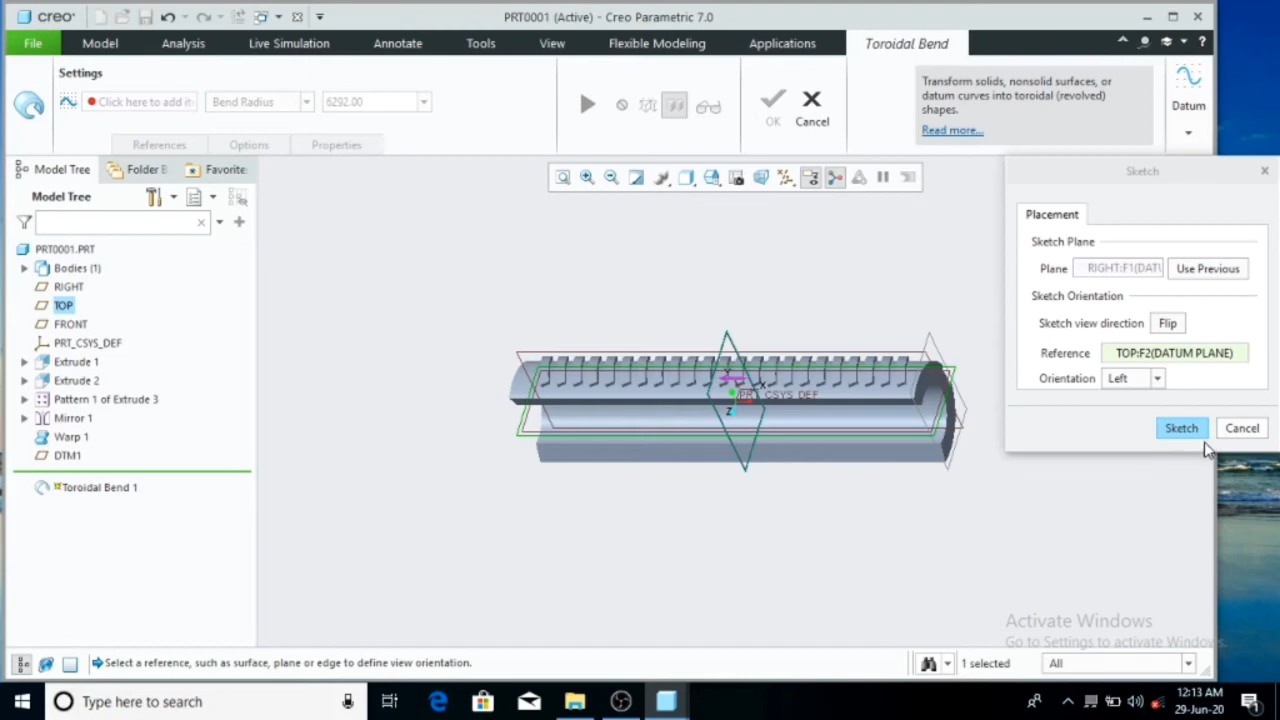 creo
PRT0001 (Active) - Creo Parametric 7.0
File
Model
Analysis
Live Simulation
Annotate
Tools
View
Flexible Modeling
Applications
Toroidal Bend
Settings
Click here to add it
Bend Radius
6292.00
OK
Cancel
References
Options
Properties
Transform solids, nonsolid surfaces, or
datum curves into toroidal (revolved)
shapes.
Read more...
Datum
Model Tree
Folder B
Favorite
Model Tree
PRT0001.PRT
Bodies (1)
RIGHT
TOP
FRONT
PRT_CSYS_DEF
Extrude 1
Extrude 2
Pattern 1 of Extrude 3
Mirror 1
Warp 1
DTM1
Toroidal Bend 1
Y
X
PRT_CSYS_DEF
Z
Sketch
Placement
Sketch Plane
Plane
RIGHT:F1(DATU
Use Previous
Sketch Orientation
Sketch view direction
Flip
Reference
TOP:F2(DATUM PLANE)
Orientation
Left
Sketch
Cancel
Activate Windows
Go to Settings to activate Windows.
Select a reference, such as surface, plane or edge to define view orientation.
1 selected
All
Type here to search
12:13 AM
29-Jun-20
1